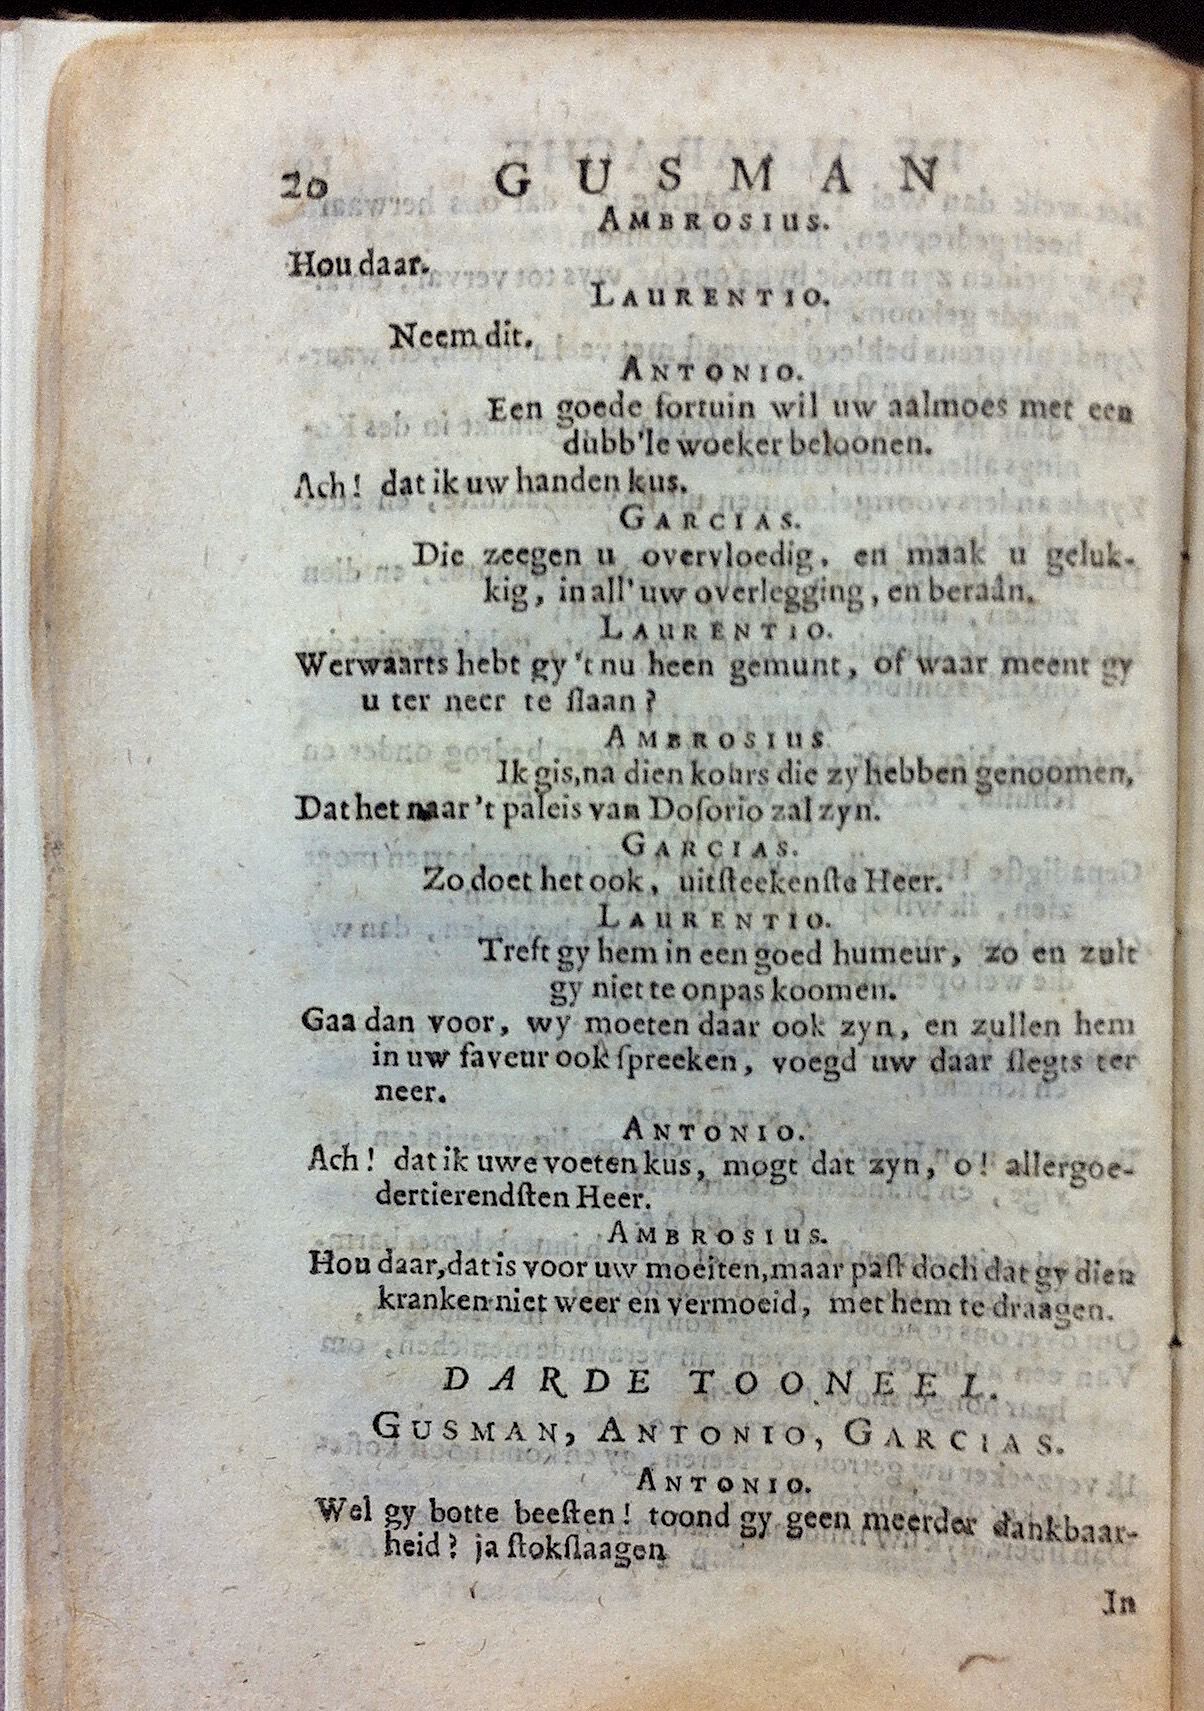 20 GUSMAN
AMBROSIUS.
Hou daar.
LAURENTIO.
Neem dit.
ANTONIO.
Een goede fortuin wil uw aalmoes met een
dubb'le woeker beloonen.
Ach! dat ik uw handen kus.
GARCIAS.
Die zeegen u overvloedig, en maak u geluk-
kig, in all' uw overlegging, en beraân.
LAURENTIO.
Werwaarts hebt gy 't nu heen gemunt, of waar meent gy
u ter neer te ſlaan?
AMBROSIUS
Ik gis, na dien kours die zy hebben genoomen,
Dat het naar 't paleis van Doſorio zal zyn.
GARCIAS.
Zo doet het ook, uitſteekenſte Heer.
LAURENTIO.
Treft gy hem in een goed humeur, zo en zult
gy niet te onpas koomen.
Gaa dan voor, wy moeten daar ook zyn, en zullen hem
in uw faveur ook ſpreeken, voegd uw daar ſlegts ter
neer.
ANTONIO.
Ach! dat ik uwe voeten kus, mogt dat zyn, o! allergoe-
dertierendſten Heer.
AMBROSIUS.
Hou daar, dat is voor uw moeiten, maar paſt doch dat gy dien
kranken niet weer en vermoeid, met hem te draagen.
DARDE TOONEEL.
GUSMAN, ANTONIO, GARCIAS.
ANTONIO.
Wel gy botte beeſten! toond gy geen meerder dankbaar-
heid? ja ſtokſlaagen
In